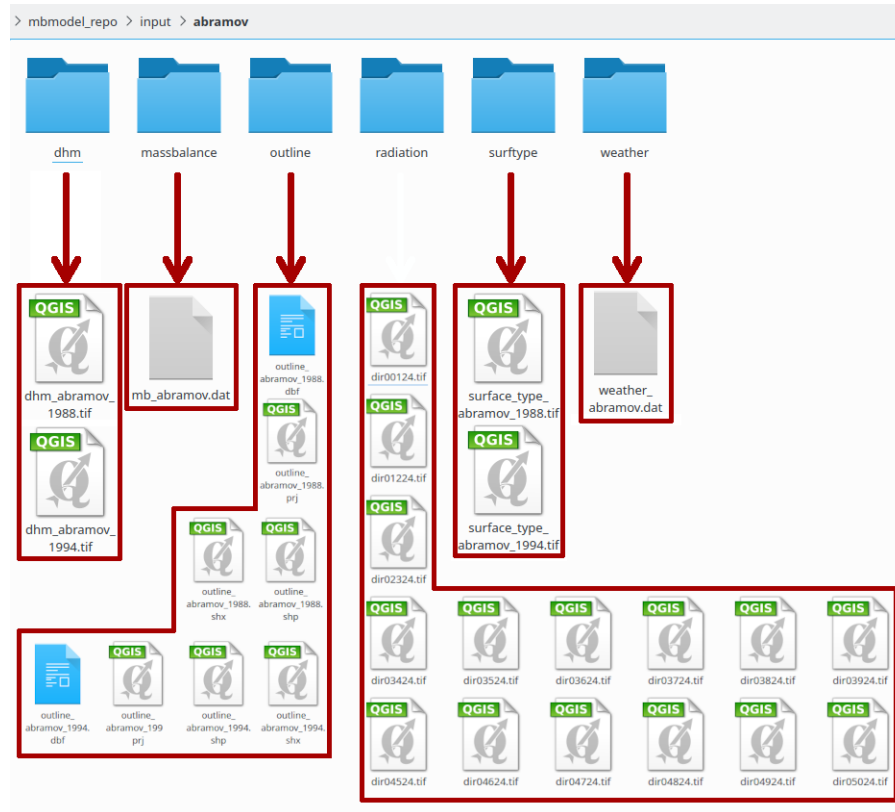 > mbmodel_repo > input > abramov
dhm massbalance outline radiation surftype weather
QGIS
dhm_abramov_
1988.tif
QGIS
dhm_abramov_
1994.tif
mb_abramov.dat
outline_
abramov_1988.
dbf
QGIS
outline_
abramov_1988.
prj
QGIS
outline_
abramov_1988.
shx
QGIS
outline_
abramov_1988.
shp
outline_
abramov_1994.
dbf
QGIS
outline_
abramov_199
prj
QGIS
outline_
abramov_1994.
shp
QGIS
outline_
abramov_1994.
shx
QGIS
dir00124.tif
QGIS
dir01224.tif
QGIS
dir02324.tif
QGIS QGIS QGIS QGIS QGIS QGIS
dir03424.tif dir03524.tif dir03624.tif dir03724.tif dir03824.tif dir03924.tif
QGIS QGIS QGIS QGIS QGIS QGIS
dir04524.tif dir04624.tif dir04724.tif dir04824.tif dir04924.tif dir05024.tif
QGIS
surface_type_
abramov_1988.tif
QGIS
surface_type_
abramov_1994.tif
weather_
abramov.dat